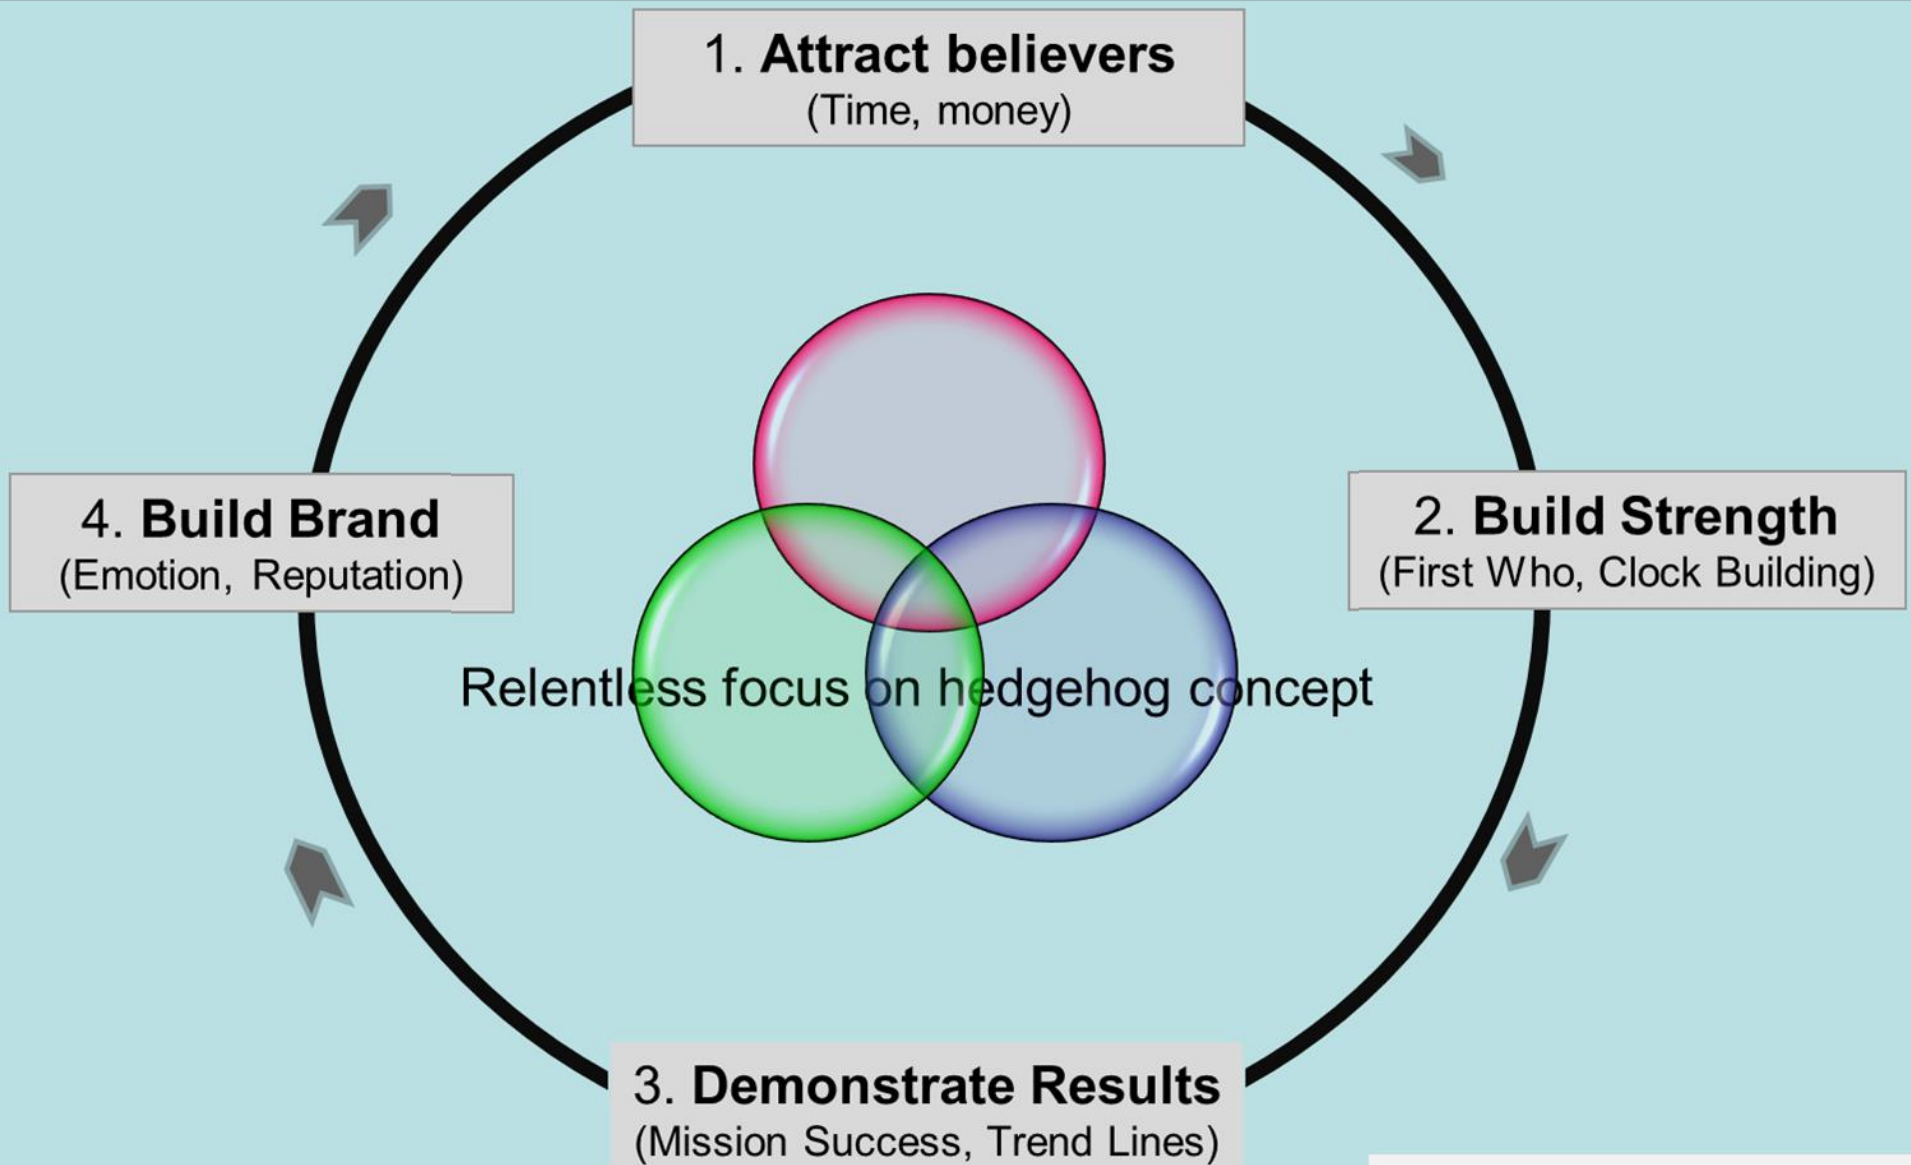 1. Attract believers
(Time, money)
4. Build Brand
(Emotion, Reputation)
2. Build Strength
(First Who, Clock Building)
Relentless focus on hedgehog concept
3. Demonstrate Results
(Mission Success, Trend Lines)